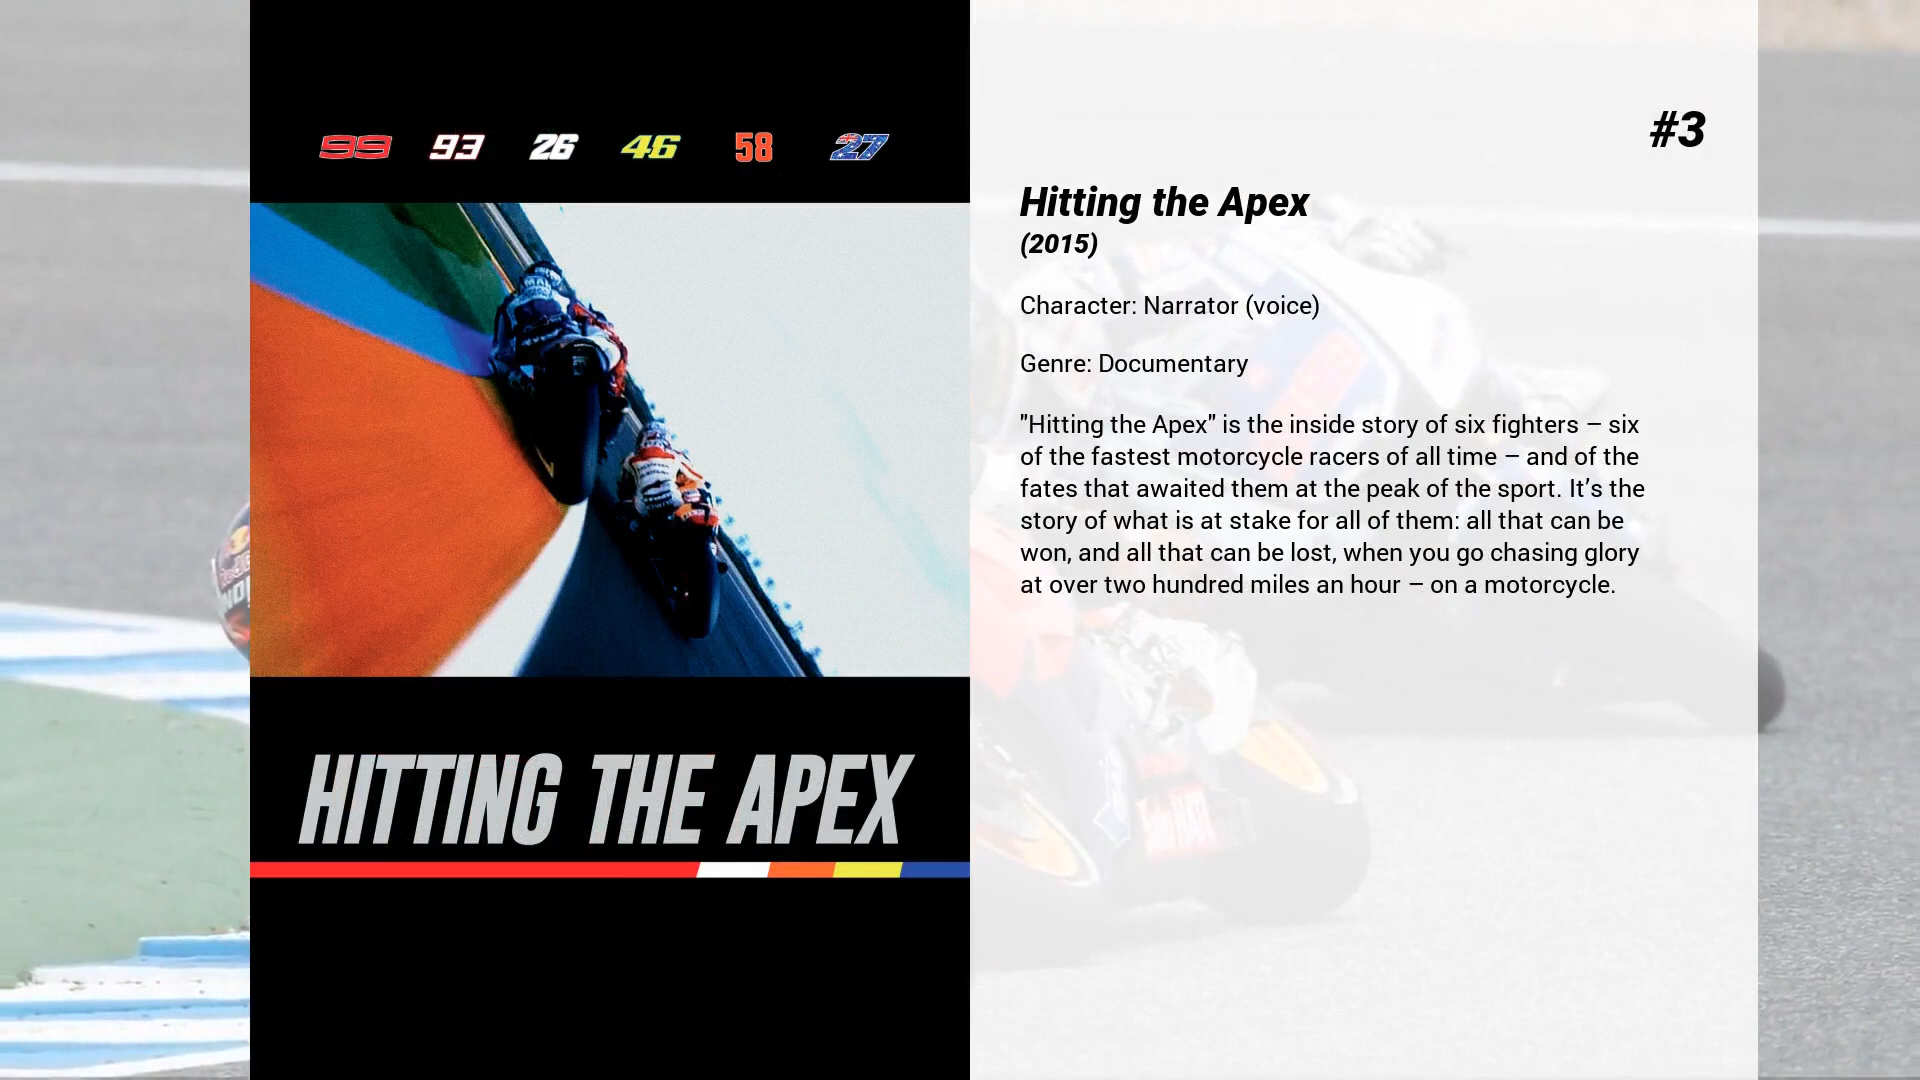 99 93 26 46 58 27
HITTING THE APEX
#3
Hitting the Apex
(2015)
Character: Narrator (voice)
Genre: Documentary
"Hitting the Apex" is the inside story of six fighters – six
of the fastest motorcycle racers of all time – and of the
fates that awaited them at the peak of the sport. It’s the
story of what is at stake for all of them: all that can be
won, and all that can be lost, when you go chasing glory
at over two hundred miles an hour – on a motorcycle.